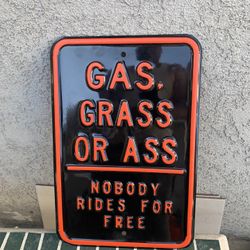 GAS,
GRASS
OR ASS
NOBODY
RIDES FOR
FREE